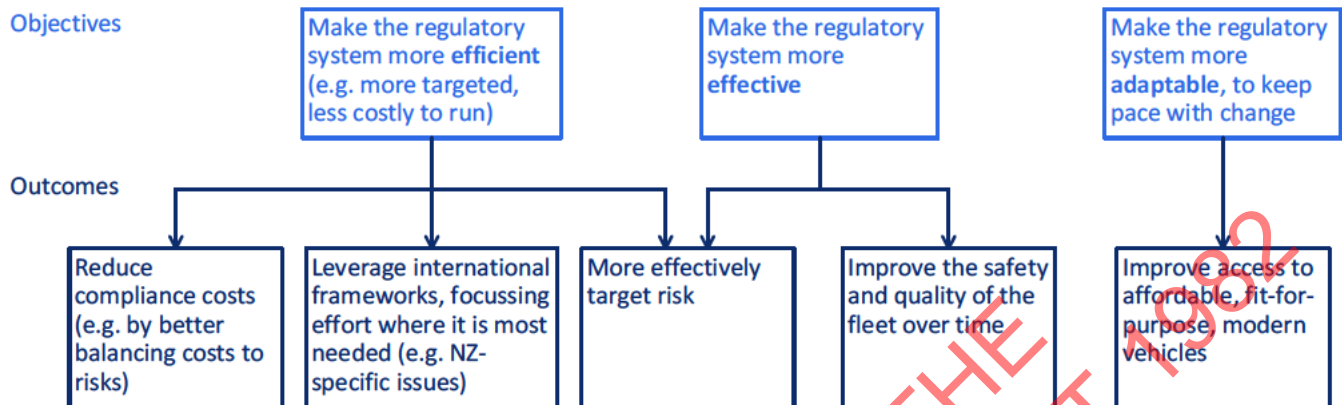 Objectives
Make the regulatory
system more efficient
(e.g. more targeted,
less costly to run)
Make the regulatory
system more
effective
Make the regulatory
system more
adaptable, to keep
pace with change
Outcomes
Reduce
compliance costs
(e.g. by better
balancing costs to
risks)
Leverage international
frameworks, focussing
effort where it is most
needed (e.g. NZ-
specific issues)
More effectively
target risk
Improve the safety
and quality of the
fleet over time
Improve access to
affordable, fit-for-
purpose, modern
vehicles
THE
1982